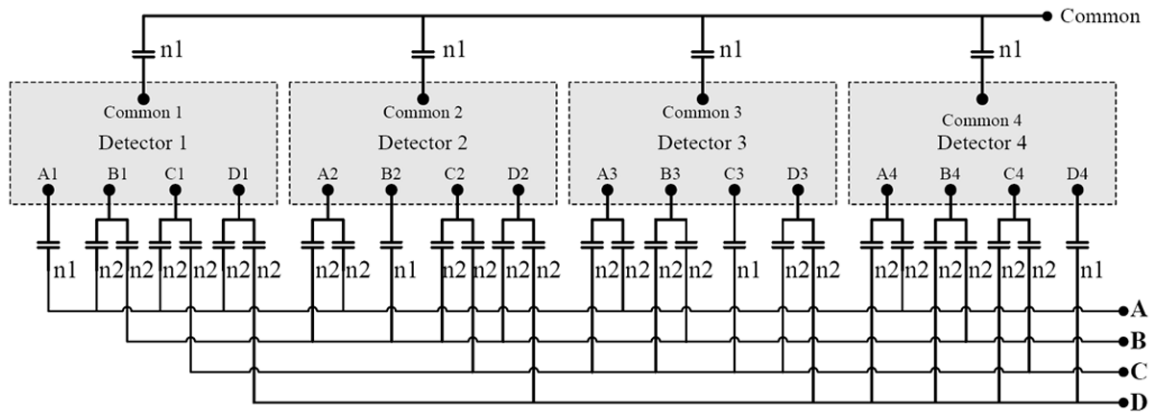 Common
n1 n1 n1 n1
Common 1 Common 2 Common 3 Common 4
Detector 1 Detector 2 Detector 3 Detector 4
A1 B1 C1 D1 A2 B2 C2 D2 A3 B3 C3 D3 A4 B4 C4 D4
n1 n2 n2 n2 n2 n2 n2 n2 n2 n1 n2 n2 n2 n2 n2 n2 n2 n2 n1 n2 n2 n2 n2 n2 n2 n2 n2 n1
A
B
C
D